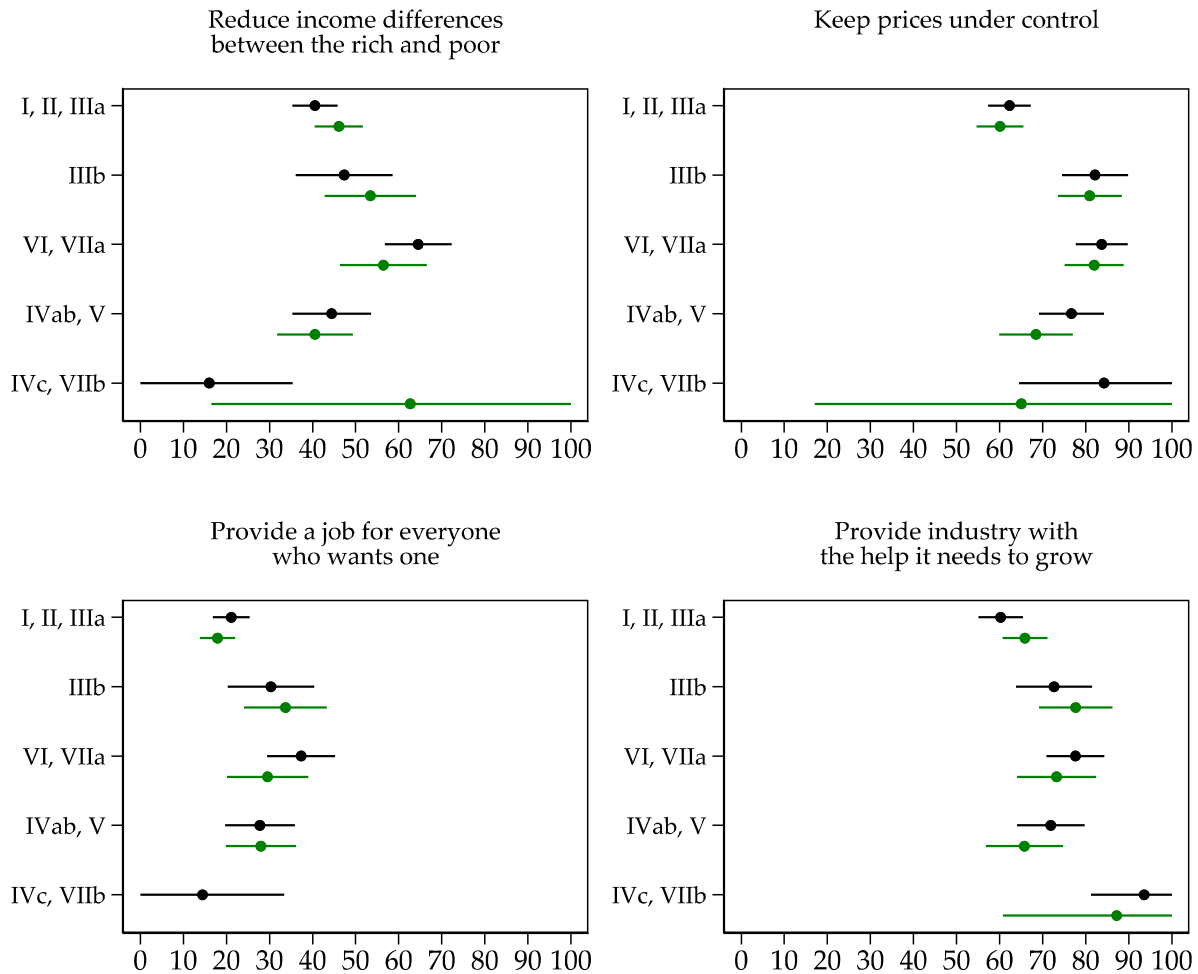 Reduce income differences
between the rich and poor
I, II, IIIa
IIIb
VI, VIIa
IVab, V
IVc, VIIb
0 10 20 30 40 50 60 70 80 90 100
Keep prices under control
I, II, IIIa
IIIb
VI, VIIa
IVab, V
IVc, VIIb
0 10 20 30 40 50 60 70 80 90 100
Provide a job for everyone
who wants one
I, II, IIIa
IIIb
VI, VIIa
IVab, V
IVc, VIIb
0 10 20 30 40 50 60 70 80 90 100
Provide industry with
the help it needs to grow
I, II, IIIa
IIIb
VI, VIIa
IVab, V
IVc, VIIb
0 10 20 30 40 50 60 70 80 90 100